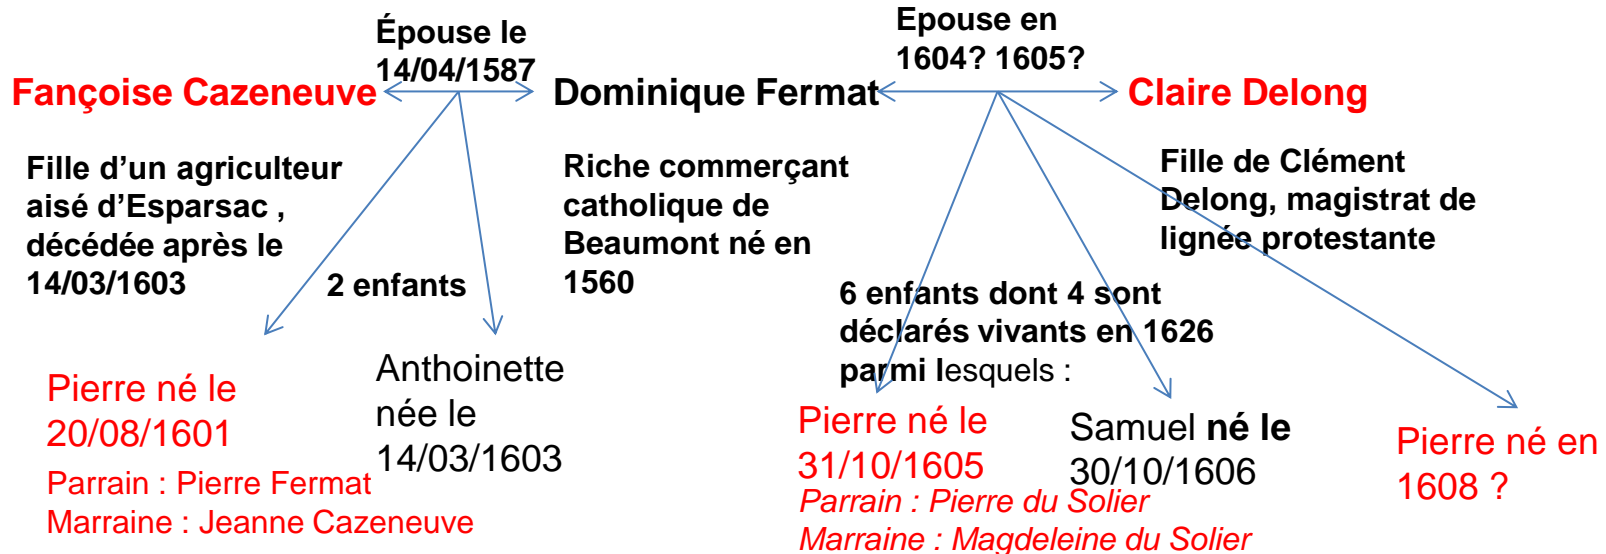 Épouse le
14/04/1587
Epouse en
1604? 1605?
Fançoise Cazeneuve
Dominique Fermat
Claire Delong
Fille d’un agriculteur
aisé d’Esparsac ,
décédée après le
14/03/1603
2 enfants
Riche commerçant
catholique de
Beaumont né en
1560
Fille de Clément
Delong, magistrat de
lignée protestante
6 enfants dont 4 sont
déclarés vivants en 1626
parmi lesquels :
Pierre né le
20/08/1601
Parrain : Pierre Fermat
Marraine : Jeanne Cazeneuve
Anthoinette
née le
14/03/1603
Pierre né le
31/10/1605
Parrain : Pierre du Solier
Marraine : Magdeleine du Solier
Samuel né le
30/10/1606
Pierre né en
1608 ?